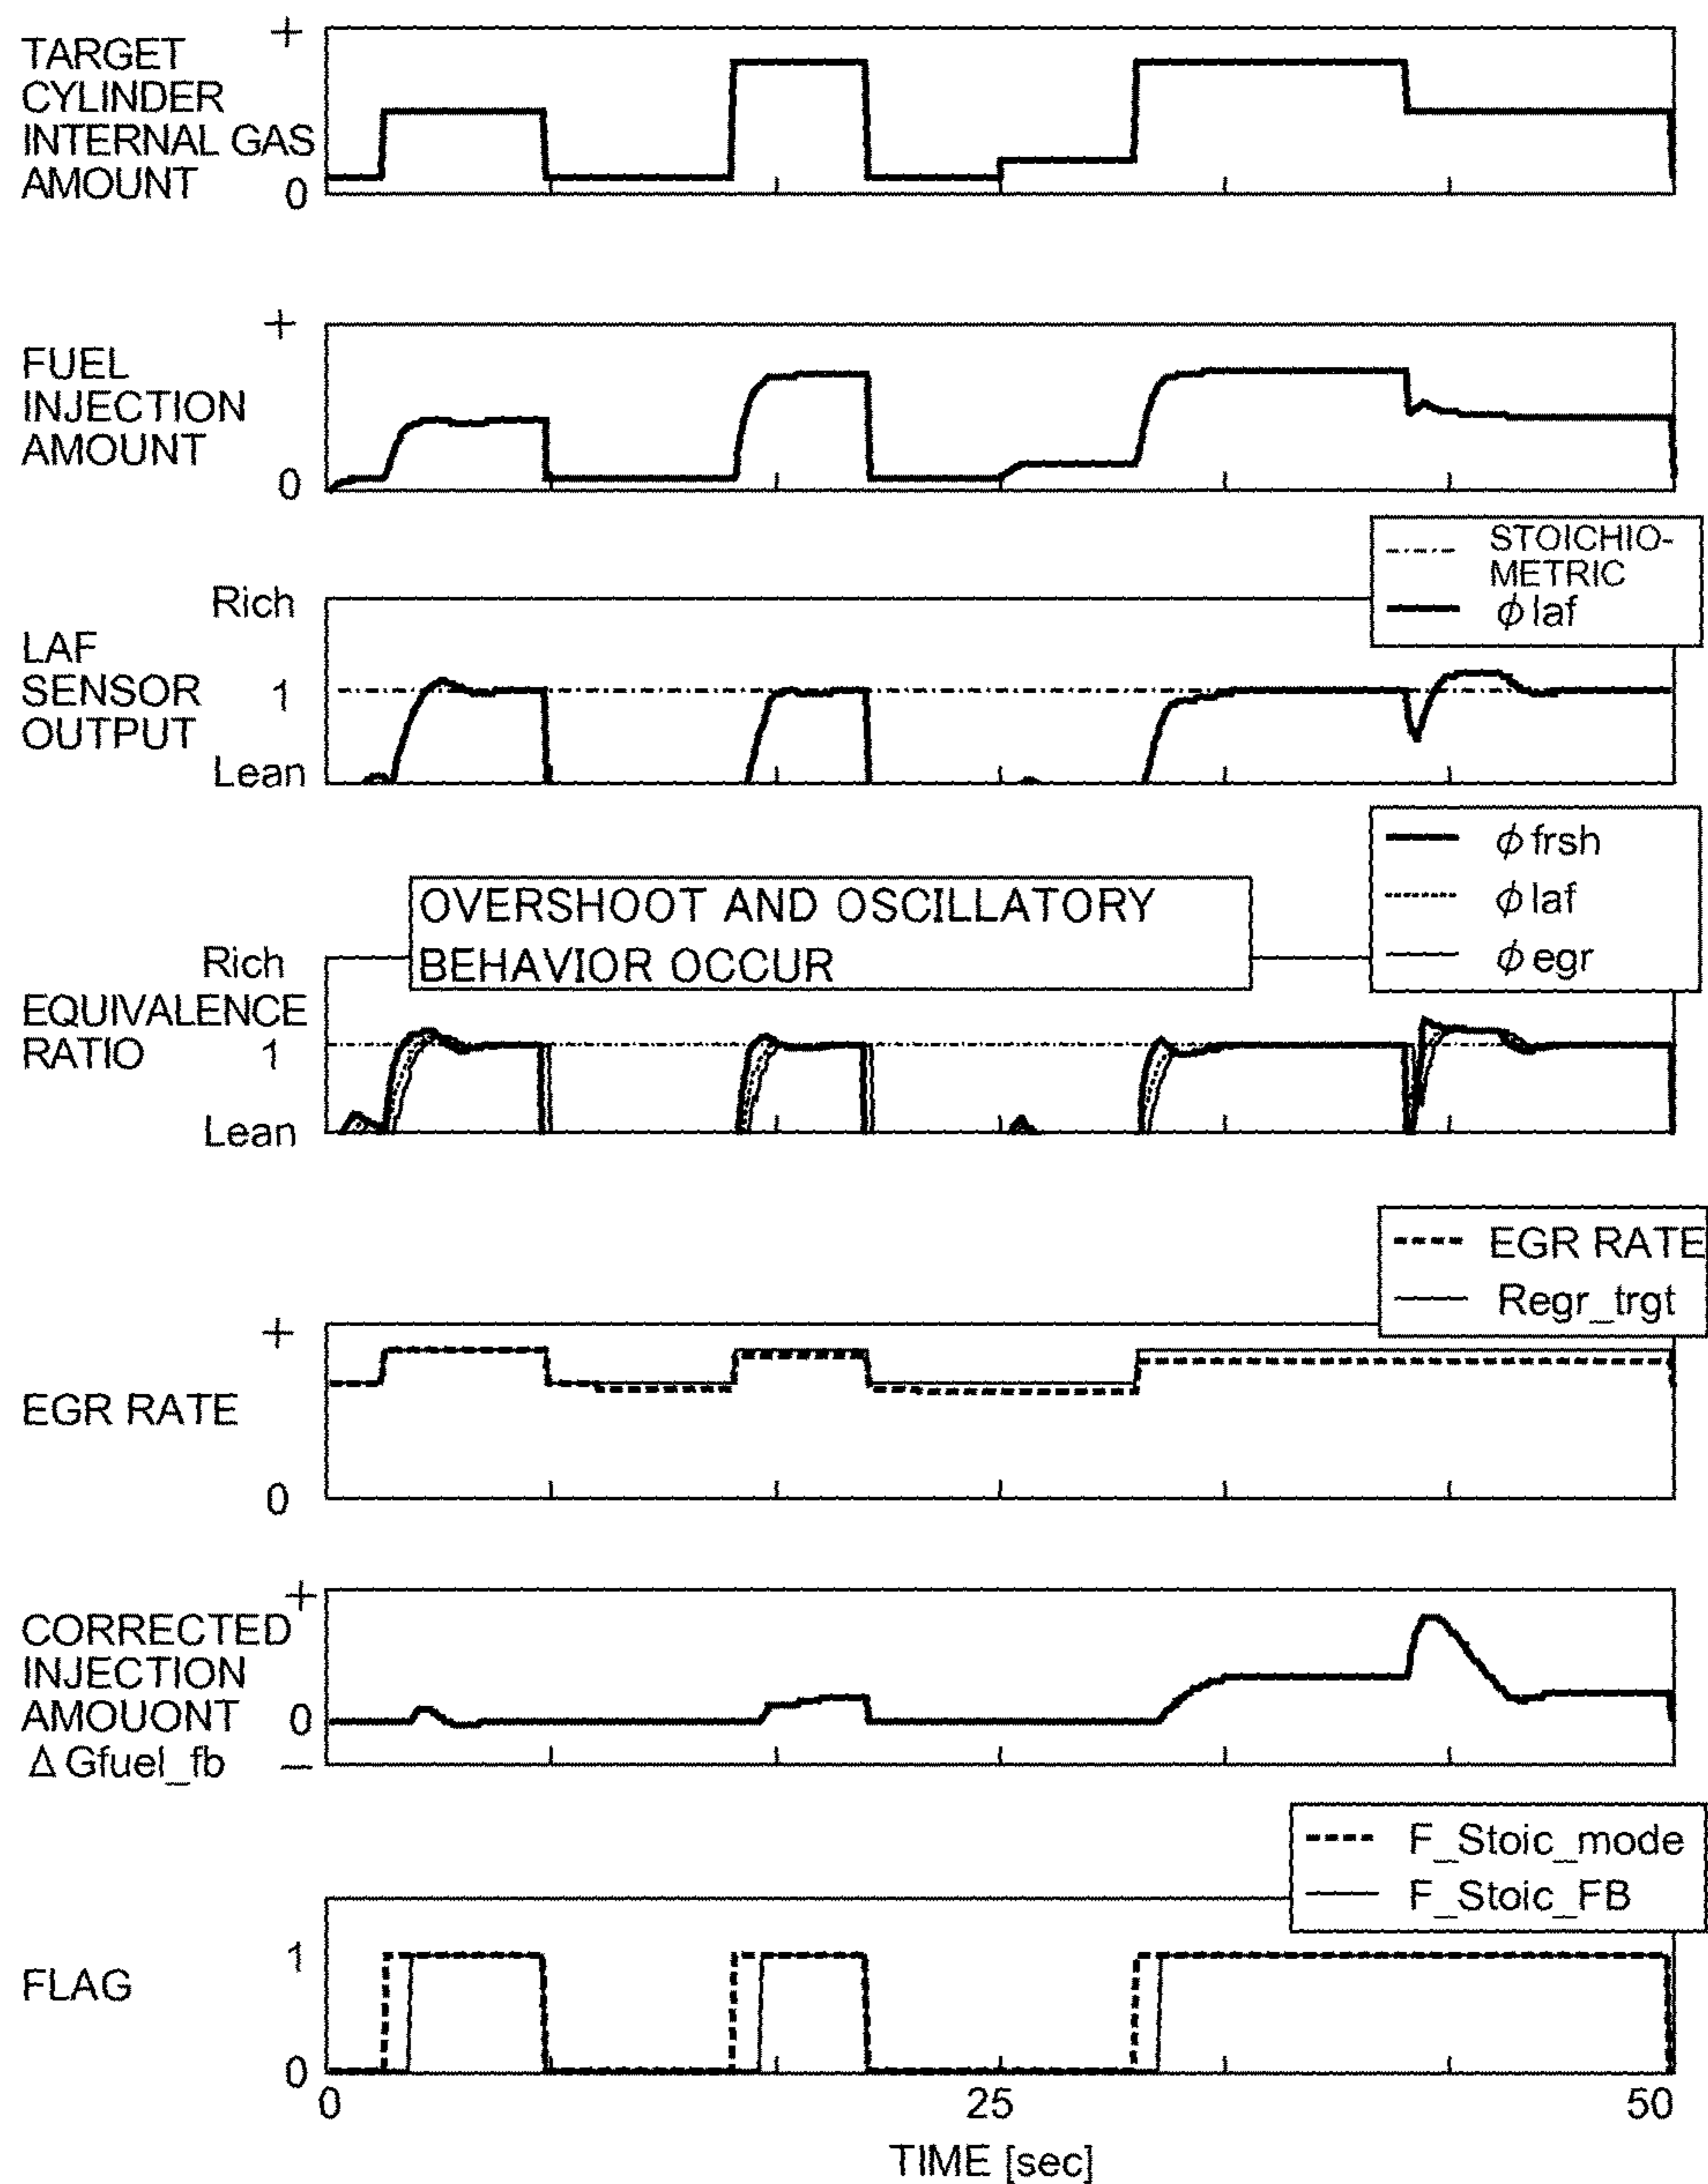 TARGET
CYLINDER
INTERNAL GAS
AMOUNT
+
0
FUEL
INJECTION
AMOUNT
+
0
STOICHIO-
METRIC
ϕ laf
LAF
SENSOR
OUTPUT
Rich
1
Lean
ϕ frsh
ϕ laf
ϕ egr
OVERSHOOT AND OSCILLATORY
BEHAVIOR OCCUR
Rich
EQUIVALENCE
RATIO
1
Lean
EGR RATE
Regr_trgt
+
EGR RATE
0
+
CORRECTED
INJECTION
AMOUONT
Δ Gfuel_fb
0
−
F_Stoic_mode
F_Stoic_FB
FLAG
1
0
0
25
50
TIME [sec]